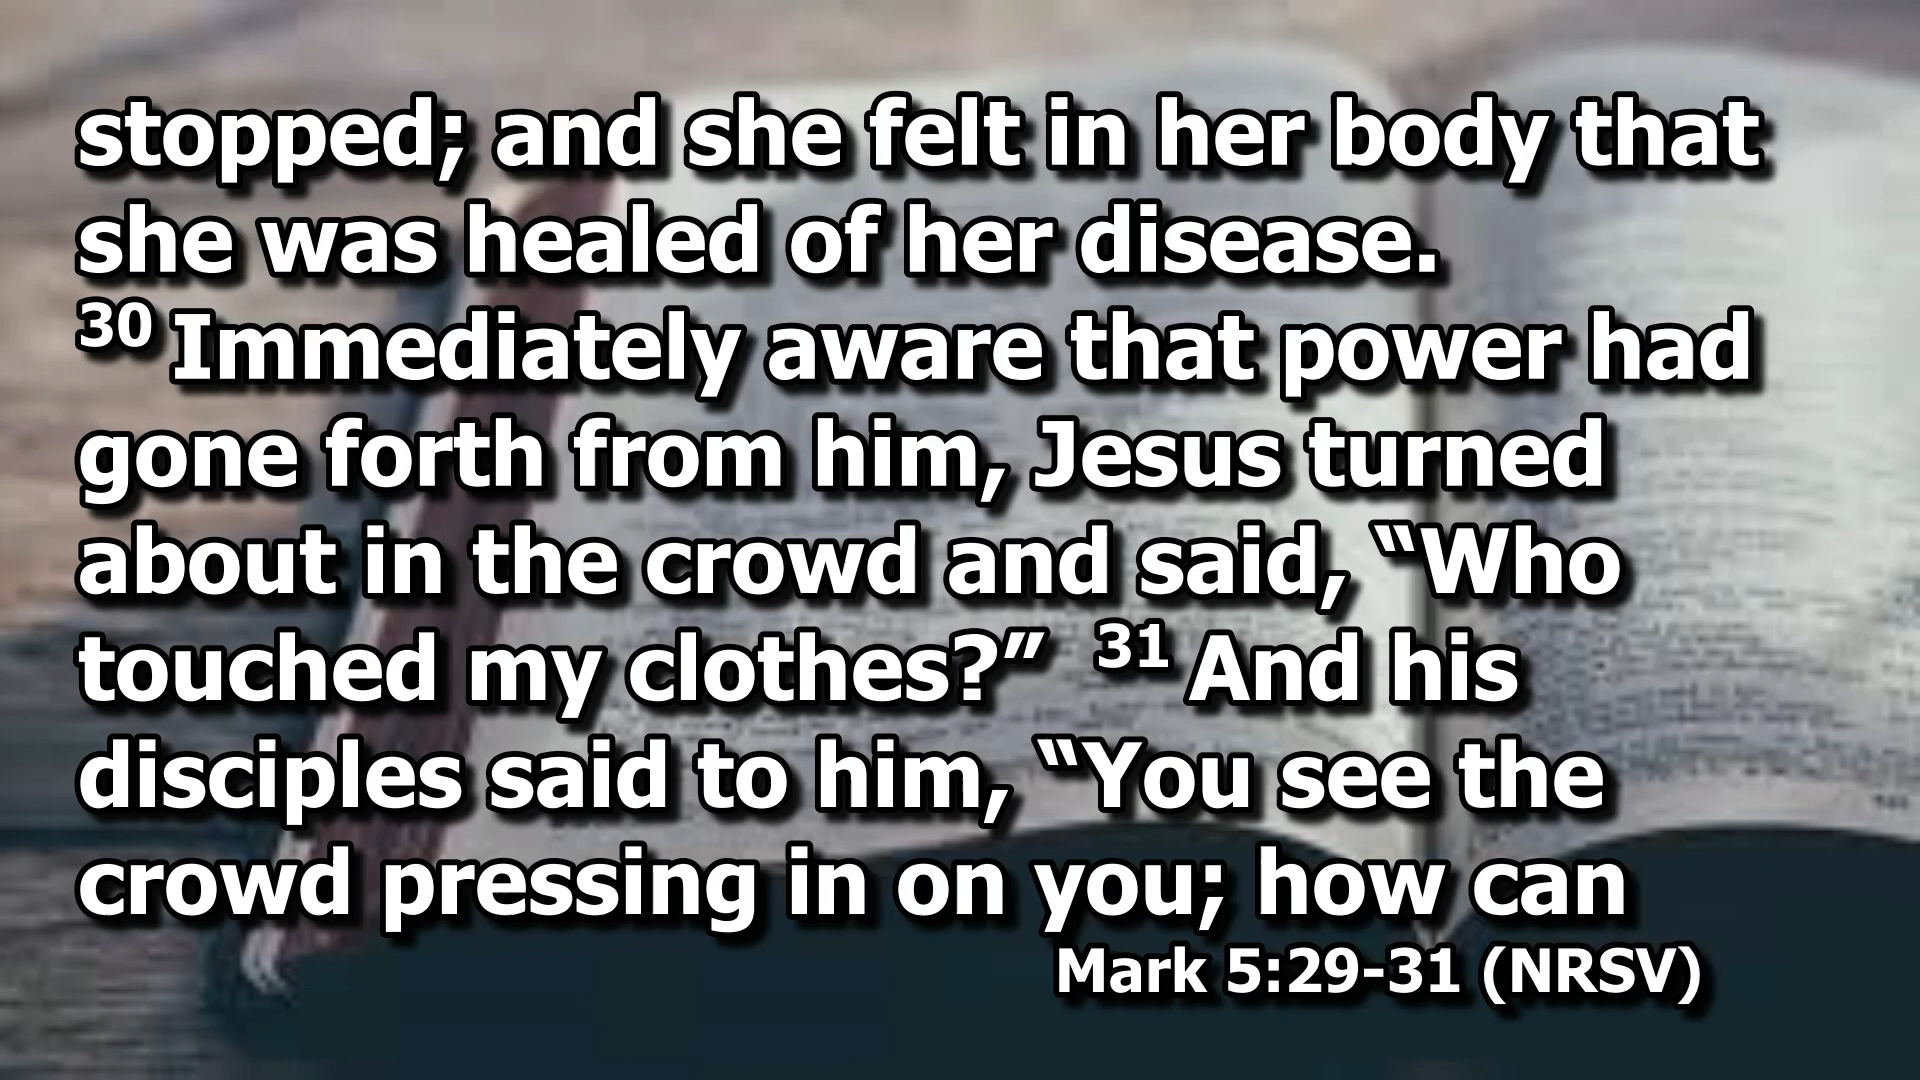 stopped; and she felt in her body that
she was healed of her disease.
30 Immediately aware that power had
gone forth from him, Jesus turned
about in the crowd and said, “Who
touched my clothes?” 31 And his
disciples said to him, “You see the
crowd pressing in on you; how can
Mark 5:29-31 (NRSV)